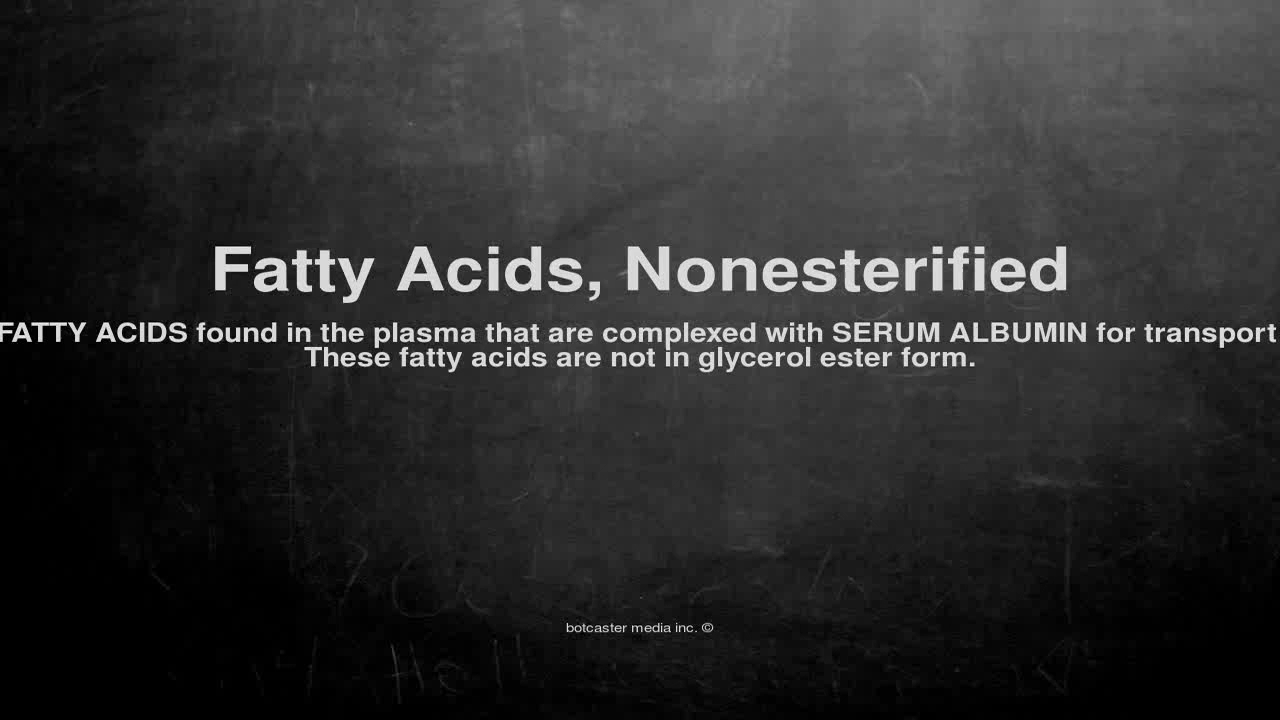 Fatty Acids, Nonesterified
FATTY ACIDS found in the plasma that are complexed with SERUM ALBUMIN for transport
These fatty acids are not in glycerol ester form.
botcaster media inc. ©